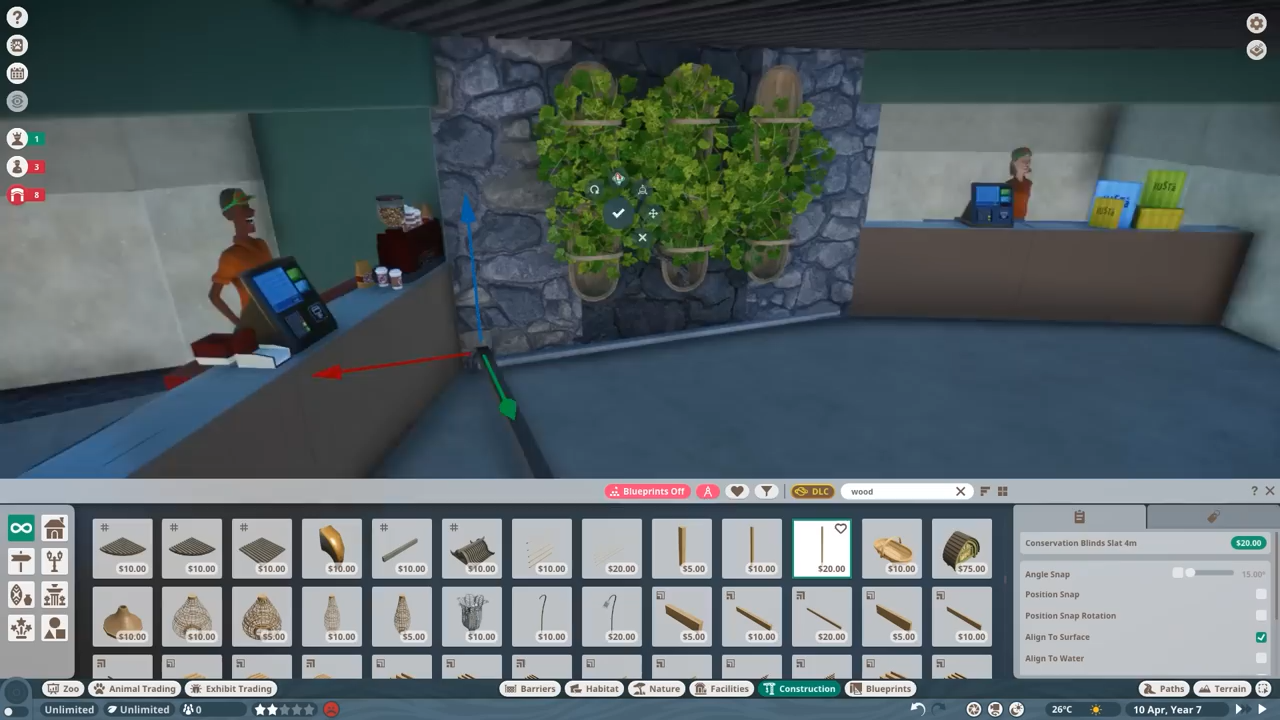 ?
1
3
8
Blueprints Off
DLC
wood
? X
$10.00 $10.00 $10.00 $10.00 $10.00 $10.00 $10.00 $20.00 $5.00 $10.00 $20.00 $10.00 $75.00
$10.00 $10.00 $5.00 $10.00 $5.00 $10.00 $10.00 $20.00 $5.00 $10.00 $20.00 $5.00 $10.00
Conservation Blinds Slat 4m $20.00
Angle Snap 15.00°
Position Snap
Position Snap Rotation
Align To Surface
Align To Water
Zoo Animal Trading Exhibit Trading Barriers Habitat Nature Facilities Construction Blueprints Paths Terrain
Unlimited Unlimited 0 26°C 10 Apr, Year 7